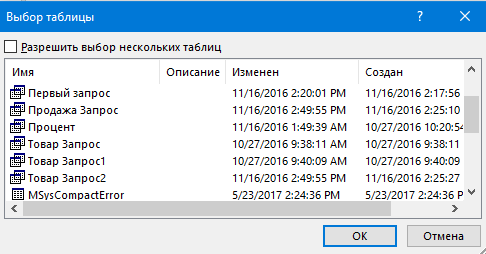 Выбор таблицы ?
Разрешить выбор нескольких таблиц
Имя Описание Изменен Создан
Первый запрос 11/16/2016 2:20:01 PM 11/16/2016 2:17:56
Продажа Запрос 11/16/2016 2:49:55 PM 11/16/2016 2:25:10
Процент 11/16/2016 1:49:39 AM 10/27/2016 10:20:54
Товар Запрос 10/27/2016 9:38:11 AM 10/27/2016 9:38:11
Товар Запрос1 10/27/2016 9:40:09 AM 10/27/2016 9:40:09
Товар Запрос2 11/16/2016 2:49:55 PM 11/16/2016 2:25:27
MSysCompactError 5/23/2017 2:24:36 PM 5/23/2017 2:24:36 P
OK Отмена